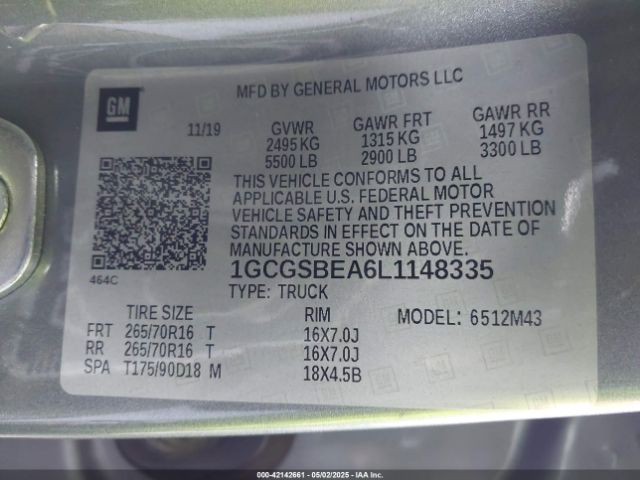 GM
MFD BY GENERAL MOTORS LLC
11/19 GVWR GAWR FRT GAWR RR
2495 KG 1315 KG 1497 KG
5500 LB 2900 LB 3300 LB
THIS VEHICLE CONFORMS TO ALL
APPLICABLE U.S. FEDERAL MOTOR
VEHICLE SAFETY AND THEFT PREVENTION
STANDARDS IN EFFECT ON THE DATE OF
MANUFACTURE SHOWN ABOVE.
464C
1GCGSBEA6L1148335
TYPE: TRUCK
TIRE SIZE RIM MODEL: 6512M43
FRT 265/70R16 T 16X7.0J
RR 265/70R16 T 16X7.0J
SPA T175/90D18 M 18X4.5B
000-42142661 - 05/02/2025 - IAAI.COM